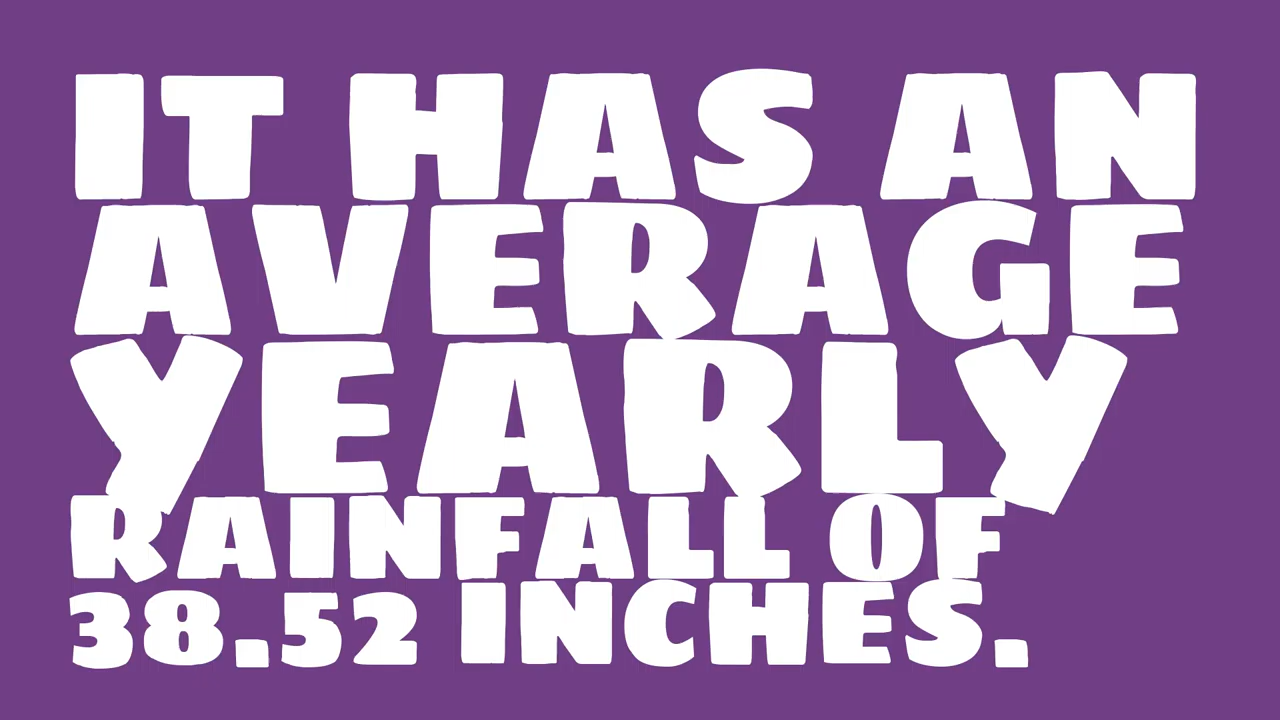 IT HAS AN
AVERAGE
YEARLY
RAINFALL OF
38.52 INCHES.